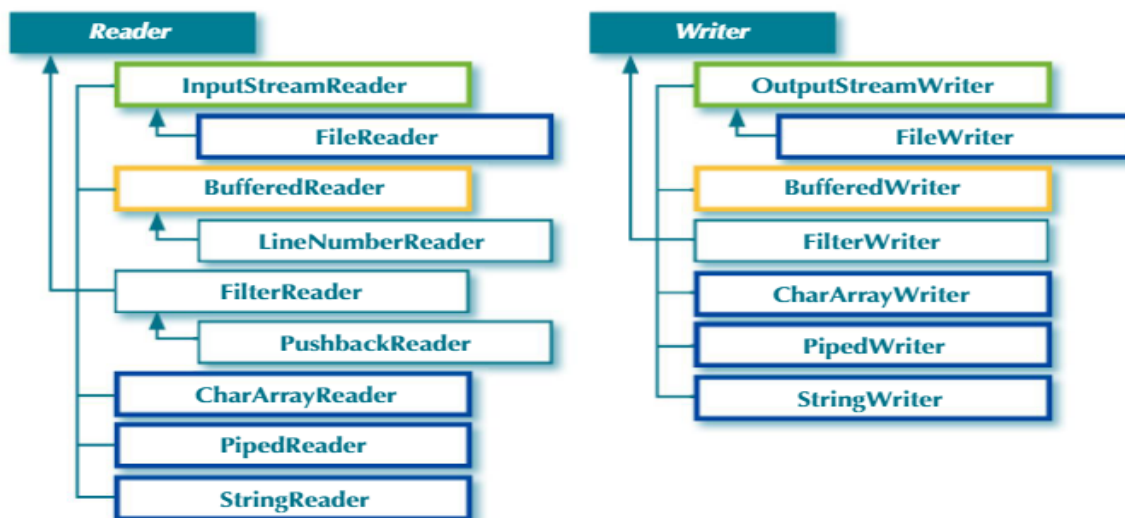 Reader
InputStreamReader
FileReader
BufferedReader
LineNumberReader
FilterReader
PushbackReader
CharArrayReader
PipedReader
StringReader
Writer
OutputStreamWriter
FileWriter
BufferedWriter
FilterWriter
CharArrayWriter
PipedWriter
StringWriter